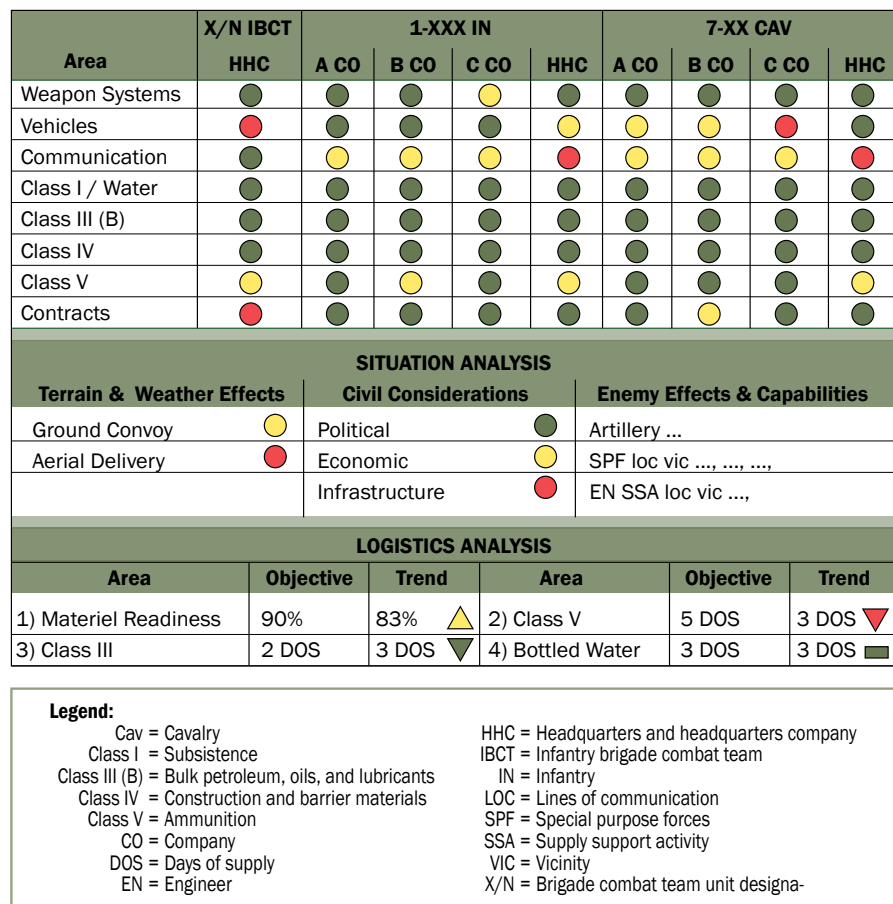 X/N IBCT 1-XXX IN 7-XX CAV
Area HHC A CO B CO C CO HHC A CO B CO C CO HHC
Weapon Systems
Vehicles
Communication
Class I / Water
Class III (B)
Class IV
Class V
Contracts
SITUATION ANALYSIS
Terrain & Weather Effects Civil Considerations Enemy Effects & Capabilities
Ground Convoy Political Artillery ...
Aerial Delivery Economic SPF loc vic ..., ..., ...,
Infrastructure EN SSA loc vic ...,
LOGISTICS ANALYSIS
Area Objective Trend Area Objective Trend
1) Materiel Readiness 90% 83% 2) Class V 5 DOS 3 DOS
3) Class III 2 DOS 3 DOS 4) Bottled Water 3 DOS 3 DOS
Legend:
Cav = Cavalry
Class I = Subsistence
Class III (B) = Bulk petroleum, oils, and lubricants
Class IV = Construction and barrier materials
Class V = Ammunition
CO = Company
DOS = Days of supply
EN = Engineer
HHC = Headquarters and headquarters company
IBCT = Infantry brigade combat team
IN = Infantry
LOC = Lines of communication
SPF = Special purpose forces
SSA = Supply support activity
VIC = Vicinity
X/N = Brigade combat team unit designa-